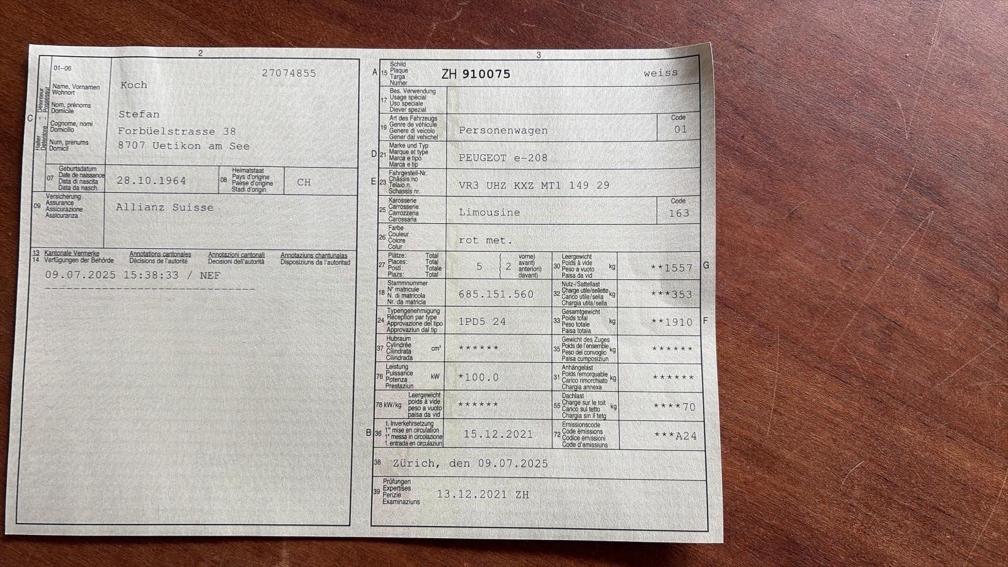 2
01-06
27074855
C
Name, Vornamen
Wohnort
Nom, prénoms
Domicile
Cognome, nomi
Domicilio
Num, prenums
Domicil
Koch
Stefan
Forbüelstrasse 38
8707 Uetikon am See
07 Geburtsdatum
Date de naissance
Data di nascita
Data da nasch.
28.10.1964
08 Heimatstaat
Pays d'origine
Paese d'origine
Stadi d'origin
CH
09 Versicherung
Assurance
Assicurazione
Assicuranza
Allianz Suisse
13 Kantonale Vermerke Annotations cantonales Annotazioni cantonali Annotaziuns chantunalas
14 Verfügungen der Behörde Décisions de l'autorité Decisioni dell'autorità Disposiziuns da l'autoritad
09.07.2025 15:38:33 / NEF
------------------------------
3
A 15 Schild
Plaque
Targa
Numer
ZH 910075 weiss
17 Bes. Verwendung
Usage spécial
Uso speciale
Diever spezial
19 Art des Fahrzeugs
Genre de véhicule
Genere di veicolo
Gener dal vehichel
Personenwagen
Code
01
D 21 Marke und Typ
Marque et type
Marca e tipo
Marca e tip
PEUGEOT e-208
E 23 Fahrgestell-Nr.
Châssis no
Telaio n.
Schassis nr.
VR3 UHZ KXZ MT1 149 29
25 Karosserie
Carrosserie
Carrozzeria
Carossaria
Limousine
Code
163
26 Farbe
Couleur
Colore
Colur
rot met.
27 Plätze: Total
Places: Total
Posti: Totale
Plazs: Total
5 2
vorne)
avant)
anteriori)
davant)
30 Leergewicht
Poids à vide
Peso a vuoto
Paisa da vid
kg
**1557 G
18 Stammnummer
N° matricule
N. di matricola
Nr. da matricla
685.151.560
32 Nutz-/Sattellast
Charge utile/sellette
Carico utile/sella
Chargia utila/sella
kg
***353
24 Typengenehmigung
Réception par type
Approvazione del tipo
Approvaziun dal tip
1PD5 24
33 Gesamtgewicht
Poids total
Peso totale
Paisa totala
kg
**1910 F
37 Hubraum
Cylindrée
Cilindrata
Cilindrada
cm³
******
35 Gewicht des Zuges
Poids de l'ensemble
Peso del convoglio
Paisa cumposiziun
kg
******
76 Leistung
Puissance
Potenza
Prestaziun
kW
*100.0
31 Anhängelast
Poids remorquable
Carico rimorchiato
Chargia annexa
kg
******
78 kW/kg Leergewicht
poids à vide
peso a vuoto
paisa da vid
******
55 Dachlast
Charge sur le toit
Carico sul tetto
Chargia sin il tetg
kg
****70
B 36 1. Inverkehrsetzung
1re mise en circulation
1a messa in circolazione
1. entrada en circulaziun
15.12.2021
72 Emissionscode
Code émissions
Codice emissioni
Code d'emissiuns
***A24
38 Zürich, den 09.07.2025
39 Prüfungen
Expertises
Perizie
Examinaziuns
13.12.2021 ZH